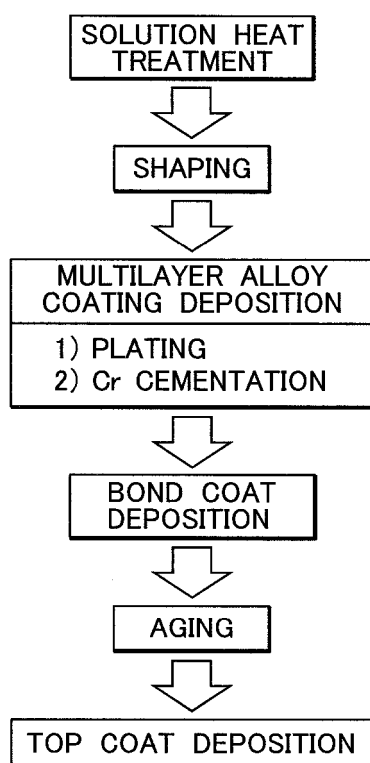 SOLUTION HEAT
TREATMENT
SHAPING
MULTILAYER ALLOY
COATING DEPOSITION
1) PLATING
2) Cr CEMENTATION
BOND COAT
DEPOSITION
AGING
TOP COAT DEPOSITION